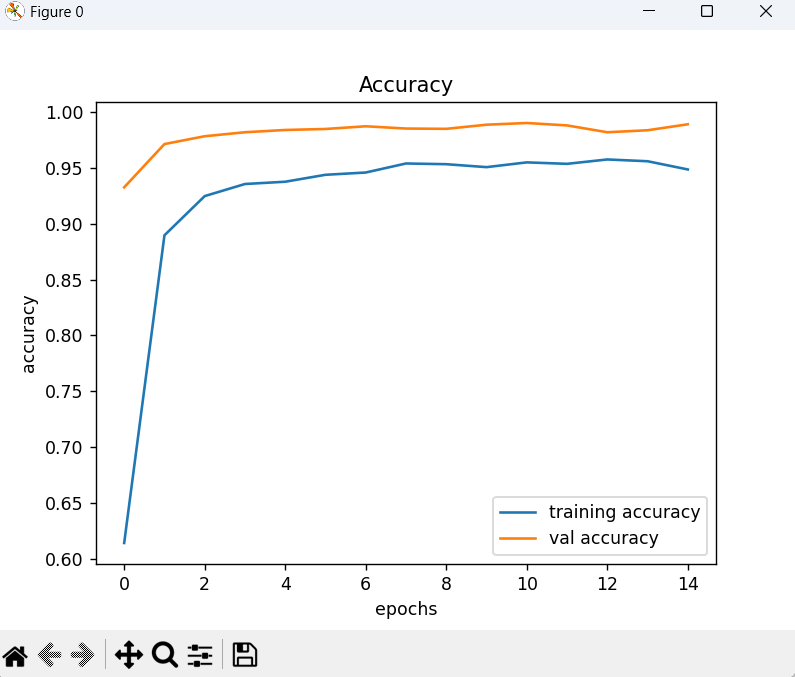 Figure 0
Accuracy
1.00
0.95
0.90
0.85
0.80
0.75
0.70
0.65
0.60
accuracy
training accuracy
val accuracy
0 2 4 6 8 10 12 14
epochs